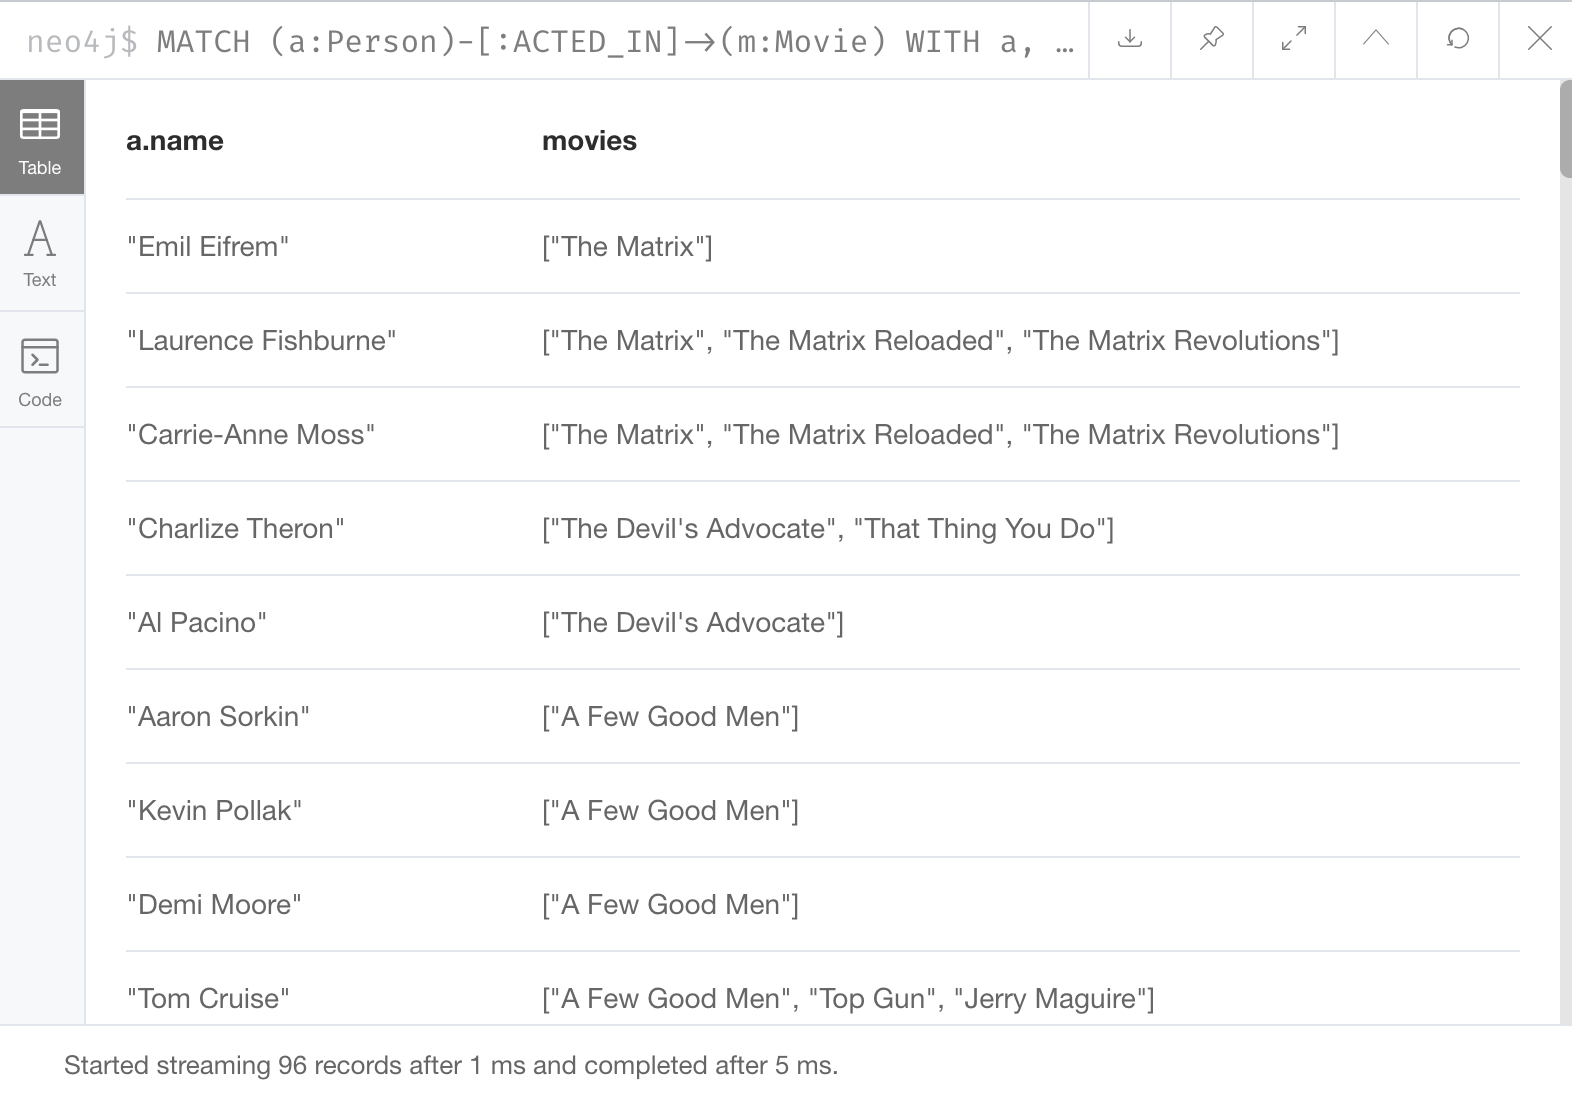 neo4j$ MATCH (a:Person)-[:ACTED_IN]→(m:Movie) WITH a, …
Table
Text
Code
a.name movies
"Emil Eifrem" ["The Matrix"]
"Laurence Fishburne" ["The Matrix", "The Matrix Reloaded", "The Matrix Revolutions"]
"Carrie-Anne Moss" ["The Matrix", "The Matrix Reloaded", "The Matrix Revolutions"]
"Charlize Theron" ["The Devil's Advocate", "That Thing You Do"]
"Al Pacino" ["The Devil's Advocate"]
"Aaron Sorkin" ["A Few Good Men"]
"Kevin Pollak" ["A Few Good Men"]
"Demi Moore" ["A Few Good Men"]
"Tom Cruise" ["A Few Good Men", "Top Gun", "Jerry Maguire"]
Started streaming 96 records after 1 ms and completed after 5 ms.